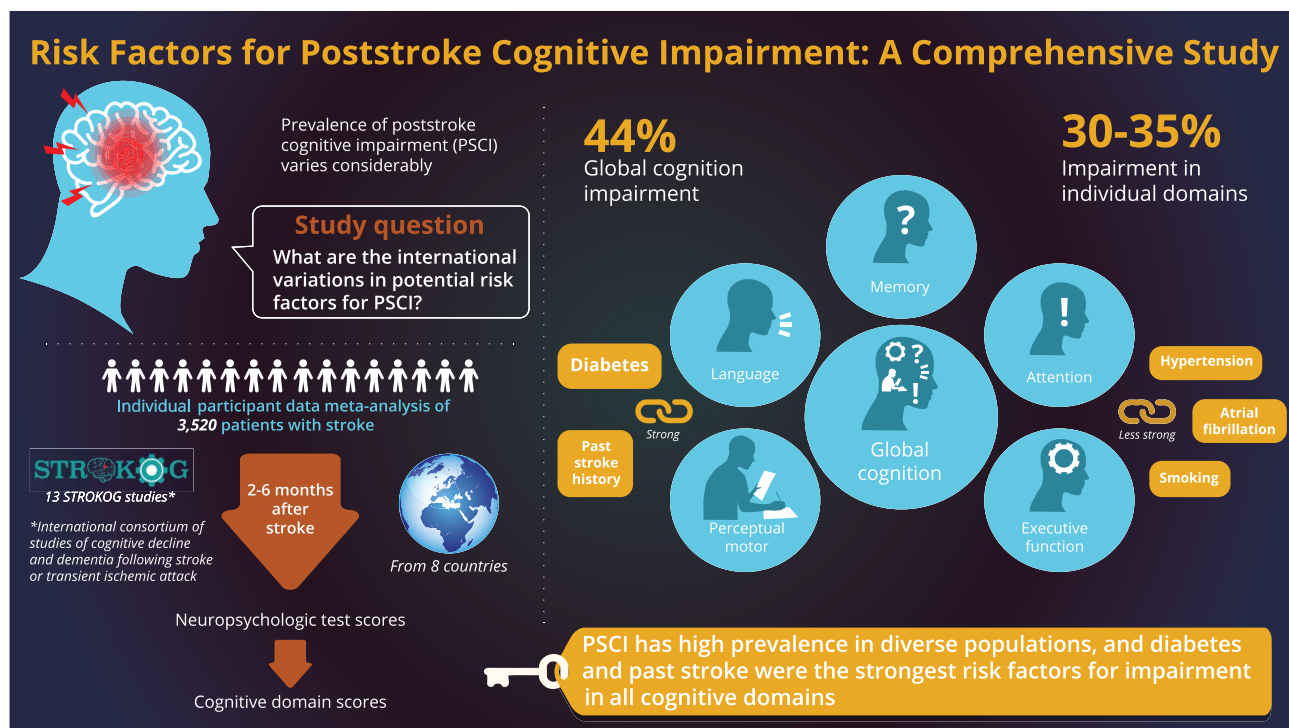 Risk Factors for Poststroke Cognitive Impairment: A Comprehensive Study
Prevalence of poststroke
cognitive impairment (PSCI)
varies considerably
Study question
What are the international
variations in potential risk
factors for PSCI?
Individual participant data meta-analysis of
3,520 patients with stroke
STROKOG
13 STROKOG studies*
*International consortium of
studies of cognitive decline
and dementia following stroke
or transient ischemic attack
2-6 months
after
stroke
From 8 countries
Neuropsychologic test scores
Cognitive domain scores
44%
Global cognition
impairment
30-35%
Impairment in
individual domains
?
Memory
Language
!
Attention
?
!
Global
cognition
Perceptual
motor
Executive
function
Diabetes
Strong
Past
stroke
history
Hypertension
Less strong
Atrial
fibrillation
Smoking
PSCI has high prevalence in diverse populations, and diabetes
and past stroke were the strongest risk factors for impairment
in all cognitive domains